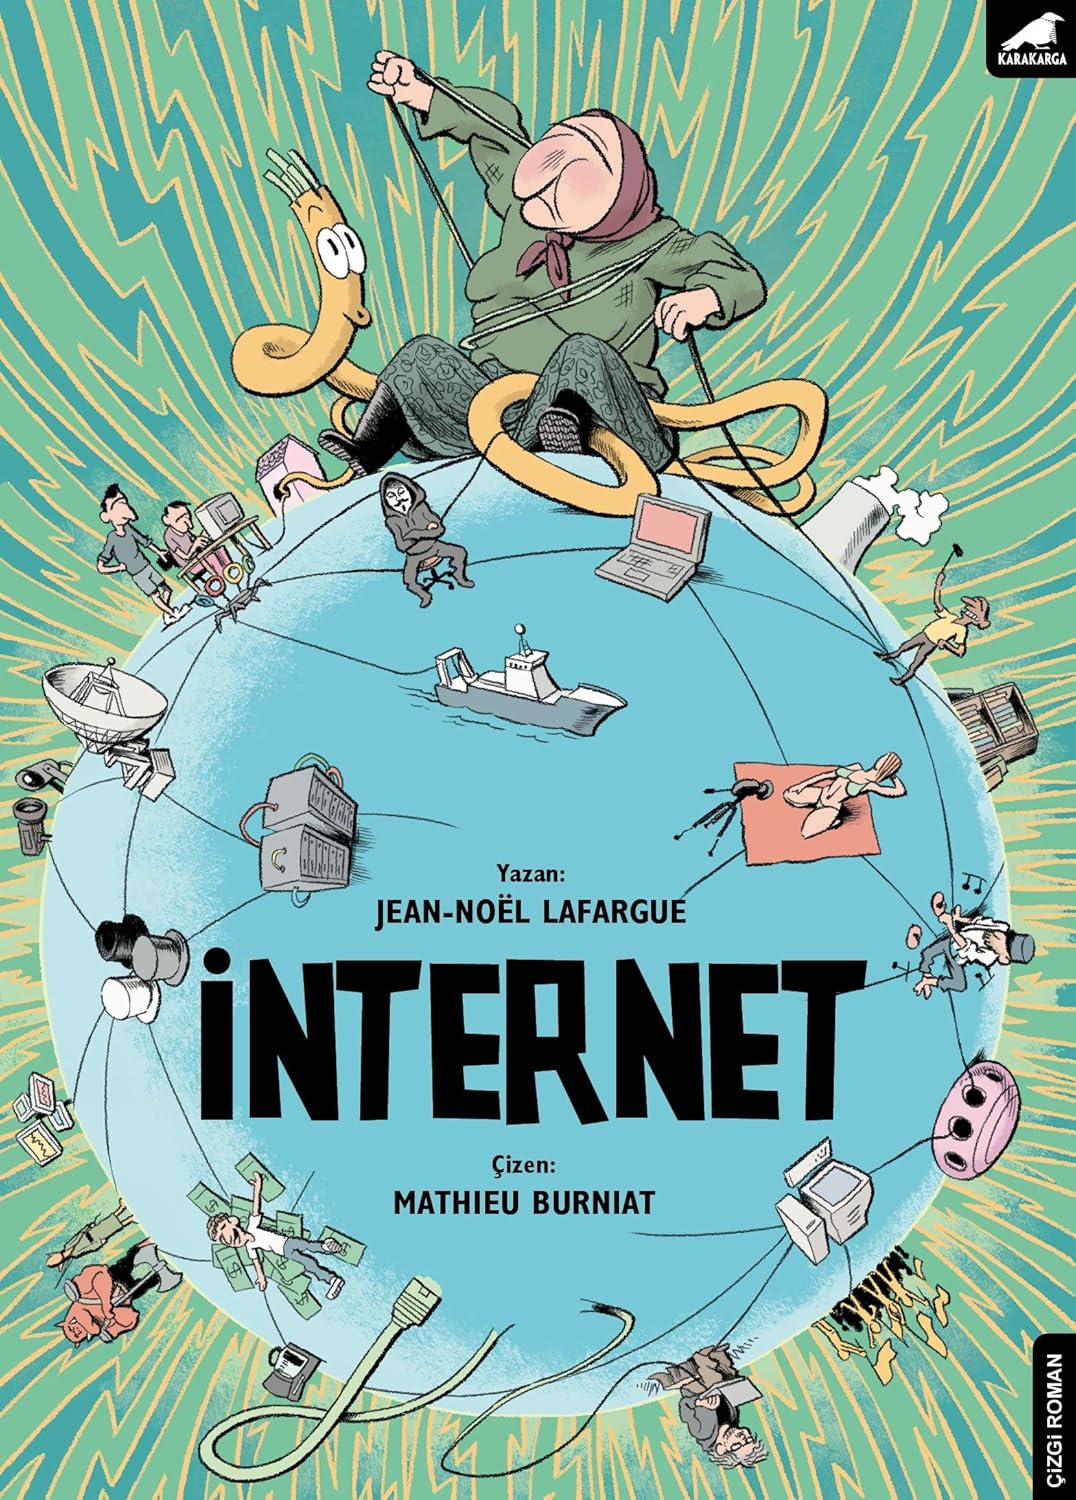 KARAKARGA
Yazan:
JEAN-NOËL LAFARGUE
İNTERNET
Çizen:
MATHIEU BURNIAT
ÇİZGİ ROMAN